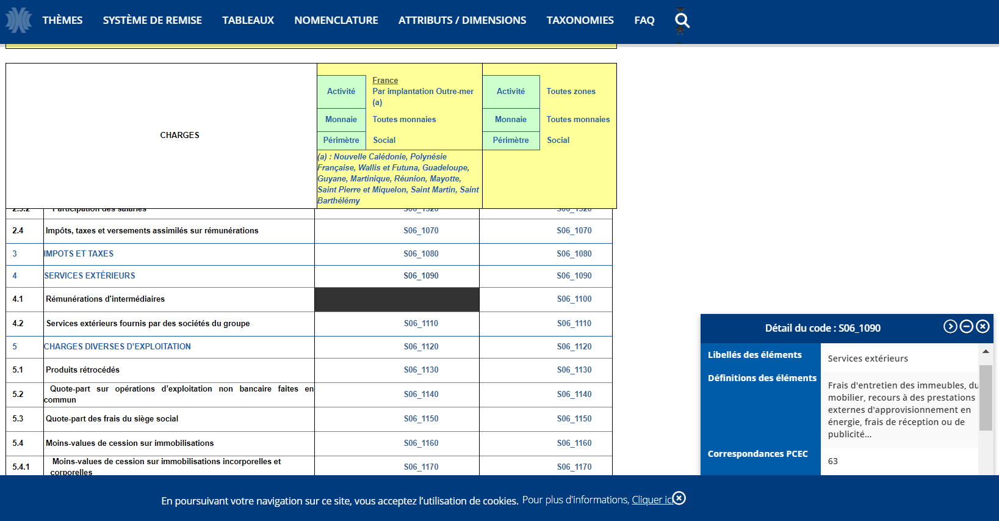 THÈMES SYSTÈME DE REMISE TABLEAUX NOMENCLATURE ATTRIBUTS / DIMENSIONS TAXONOMIES FAQ
CHARGES
Activité
France
Par implantation Outre-mer
(a)
Monnaie Toutes monnaies
Périmètre Social
(a) : Nouvelle Calédonie, Polynésie
Française, Wallis et Futuna, Guadeloupe,
Guyane, Martinique, Réunion, Mayotte,
Saint Pierre et Miquelon, Saint Martin, Saint
Barthélémy
Activité Toutes zones
Monnaie Toutes monnaies
Périmètre Social
2.3.2 Participation des salariés S06_1320 S06_1320
2.4 Impôts, taxes et versements assimilés sur rémunérations S06_1070 S06_1070
3 IMPOTS ET TAXES S06_1080 S06_1080
4 SERVICES EXTÉRIEURS S06_1090 S06_1090
4.1 Rémunérations d'intermédiaires S06_1100
4.2 Services extérieurs fournis par des sociétés du groupe S06_1110 S06_1110
5 CHARGES DIVERSES D’EXPLOITATION S06_1120 S06_1120
5.1 Produits rétrocédés S06_1130 S06_1130
5.2 Quote-part sur opérations d’exploitation non bancaire faites en
commun S06_1140 S06_1140
5.3 Quote-part des frais du siège social S06_1150 S06_1150
5.4 Moins-values de cession sur immobilisations S06_1160 S06_1160
5.4.1 Moins-values de cession sur immobilisations incorporelles et
corporelles S06_1170 S06_1170
Détail du code : S06_1090
Libellés des éléments Services extérieurs
Définitions des éléments
Frais d'entretien des immeubles, du
mobilier, recours à des prestations
externes d'approvisionnement en
énergie, frais de réception ou de
publicité...
Correspondances PCEC 63
En poursuivant votre navigation sur ce site, vous acceptez l’utilisation de cookies. Pour plus d'informations, Cliquer ici